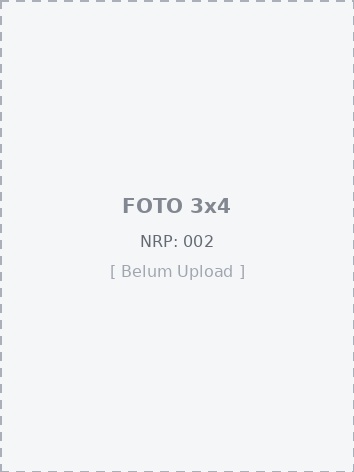 FOTO 3x4
NRP: 002
[ Belum Upload ]